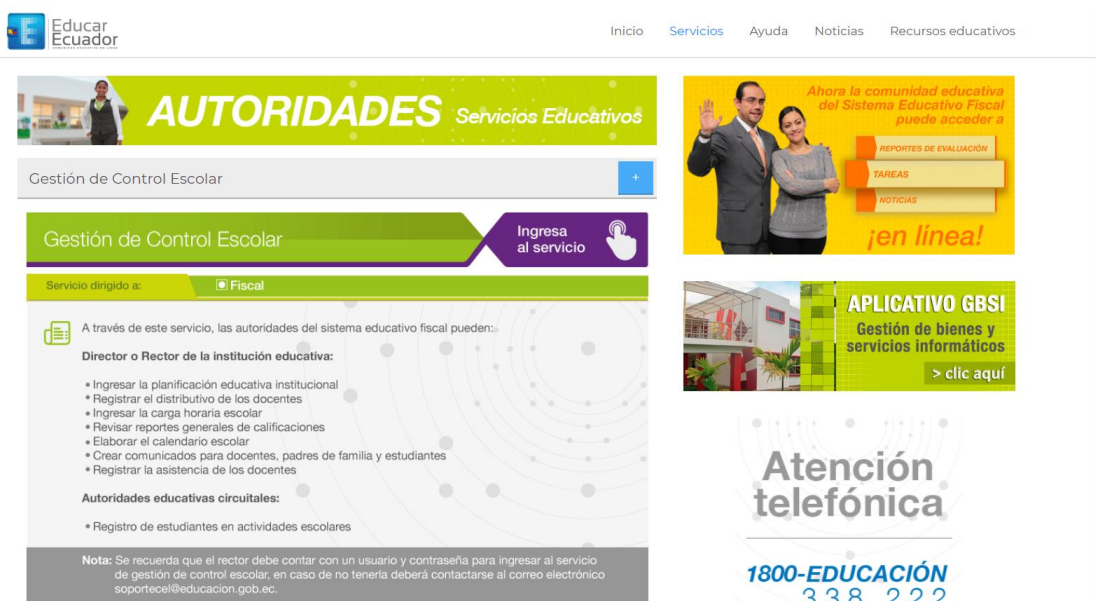 Educar
Ecuador
Inicio Servicios Ayuda Noticias Recursos educativos
AUTORIDADES Servicios Educativos
Gestión de Control Escolar
+
Gestión de Control Escolar
Ingresa
al servicio
Servicio dirigido a:
Fiscal
A través de este servicio, las autoridades del sistema educativo fiscal pueden:
Director o Rector de la institución educativa:
• Ingresar la planificación educativa institucional
• Registrar el distributivo de los docentes
• Ingresar la carga horaria escolar
• Revisar reportes generales de calificaciones
• Elaborar el calendario escolar
• Crear comunicados para docentes, padres de familia y estudiantes
• Registrar la asistencia de los docentes
Autoridades educativas circuitales:
• Registro de estudiantes en actividades escolares
Nota: Se recuerda que el rector debe contar con un usuario y contraseña para ingresar al servicio
de gestión de control escolar, en caso de no tenerla deberá contactarse al correo electrónico
soportecel@educacion.gob.ec.
Ahora la comunidad educativa
del Sistema Educativo Fiscal
puede acceder a
REPORTES DE EVALUACIÓN
TAREAS
NOTICIAS
¡en línea!
APLICATIVO GBSI
Gestión de bienes y
servicios informáticos
> clic aquí
Atención
telefónica
1800-EDUCACIÓN
338 222